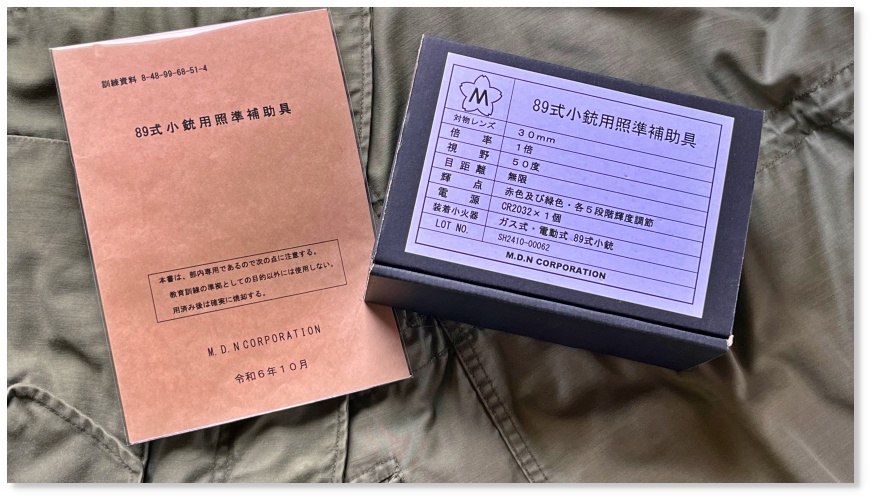 訓練資料 8-48-99-68-51-4
89式小銃用照準補助具
本書は、部内専用であるので次の点に注意する。
教育訓練の準拠としての目的以外には使用しない。
用済み後は確実に焼却する。
M.D.N CORPORATION
令和6年10月
M
89式小銃用照準補助具
対物レンズ 30mm
倍率 1倍
視野 50度
目距離 無限
輝点 赤色及び緑色・各5段階輝度調節
電源 CR2032×1個
装着小火器 ガス式・電動式 89式小銃
LOT NO. SH2410-00062
M.D.N CORPORATION